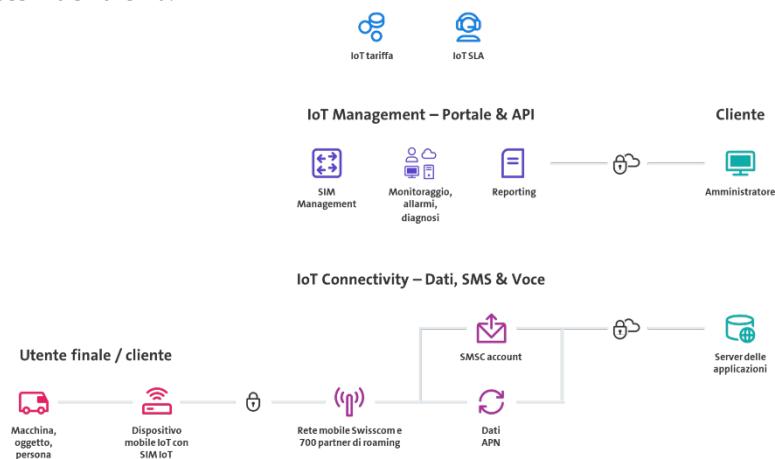 IoT tariffa
IoT SLA
IoT Management – Portale & API
Cliente
SIM
Management
Monitoraggio,
allarmi,
diagnosi
Reporting
Amministratore
IoT Connectivity – Dati, SMS & Voce
Utente finale / cliente
SMSC account
Server delle
applicazioni
Macchina,
oggetto,
persona
Dispositivo
mobile IoT con
SIM IoT
Rete mobile Swisscom e
700 partner di roaming
Dati
APN